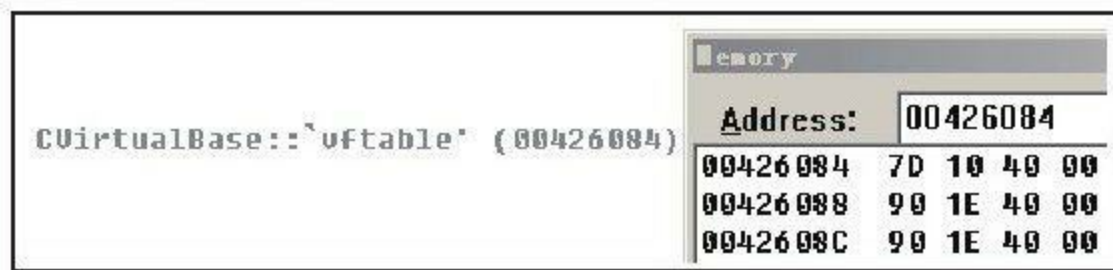 Memory
Address: 00426084
CVirtualBase::`vftable' (00426084)
00426084 7D 10 40 00
00426088 90 1E 40 00
0042608C 90 1E 40 00